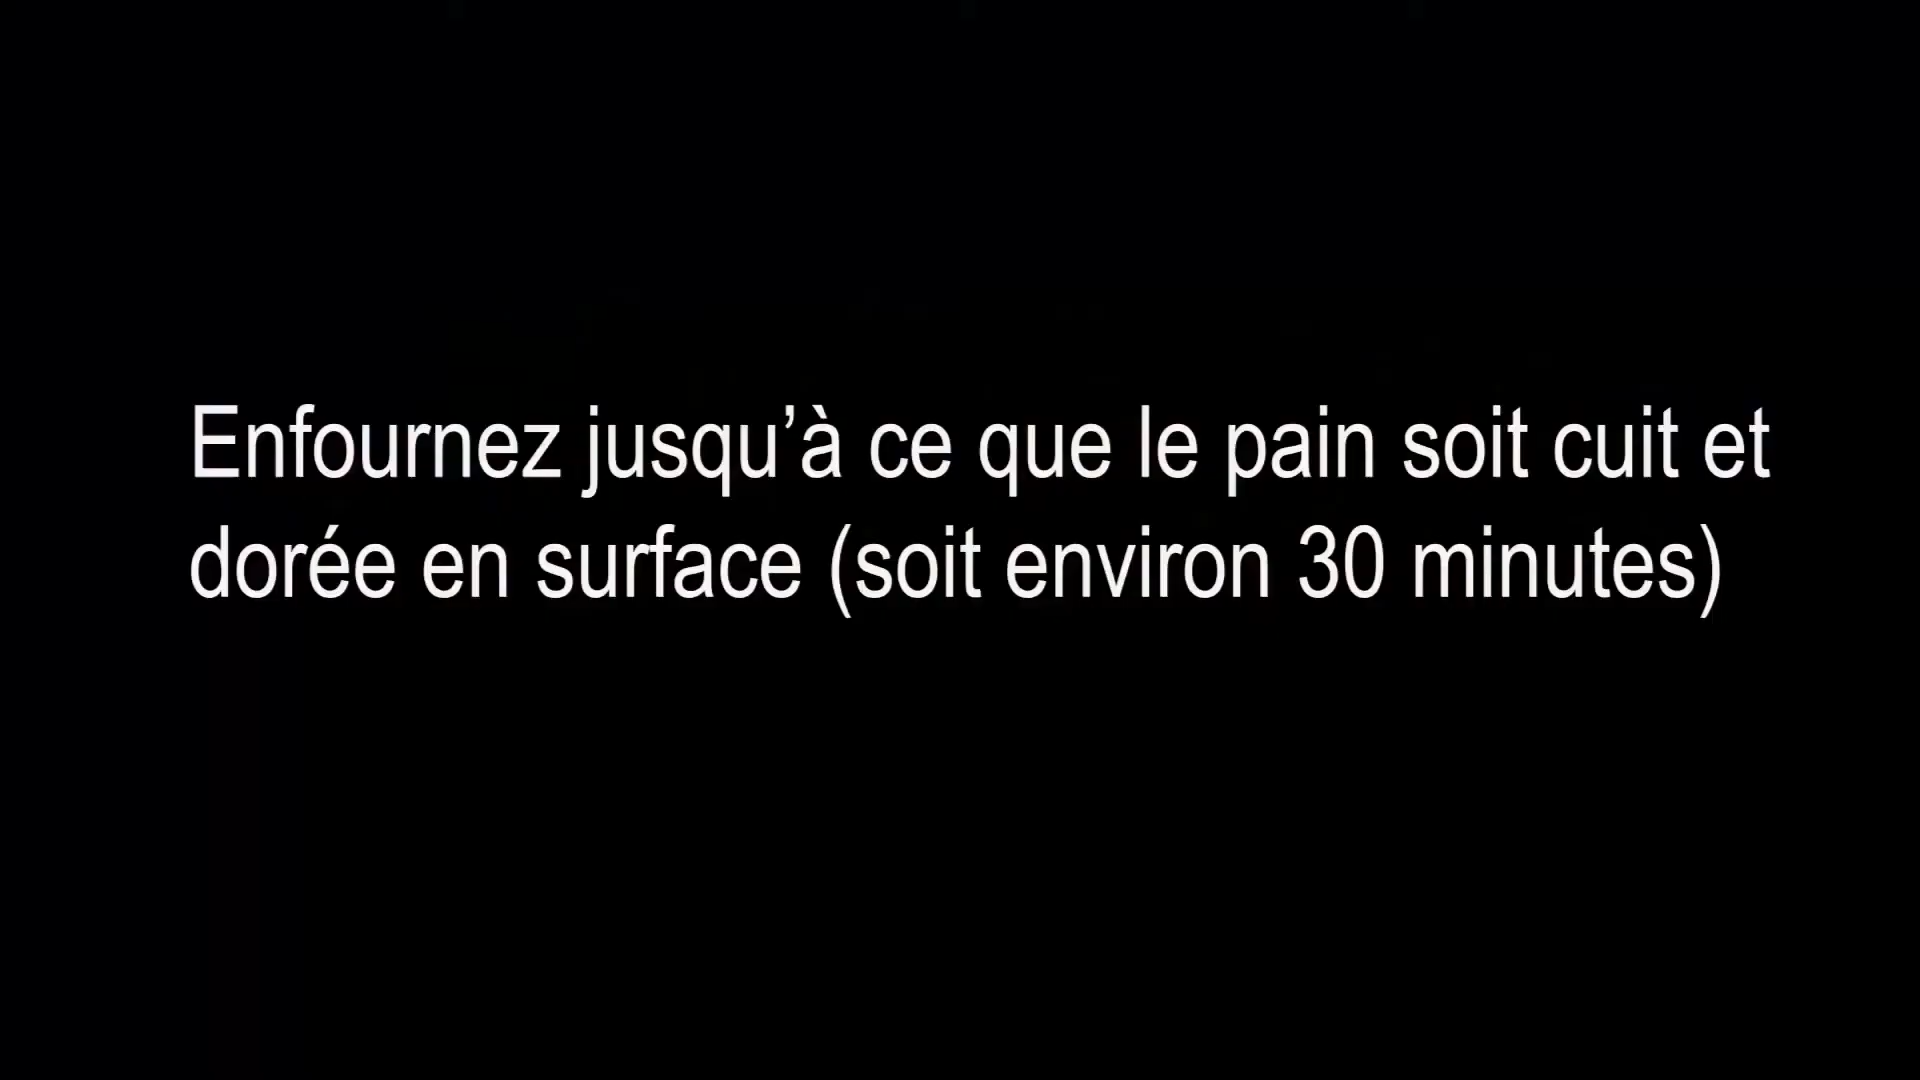 Enfournez jusqu’à ce que le pain soit cuit et
dorée en surface (soit environ 30 minutes)